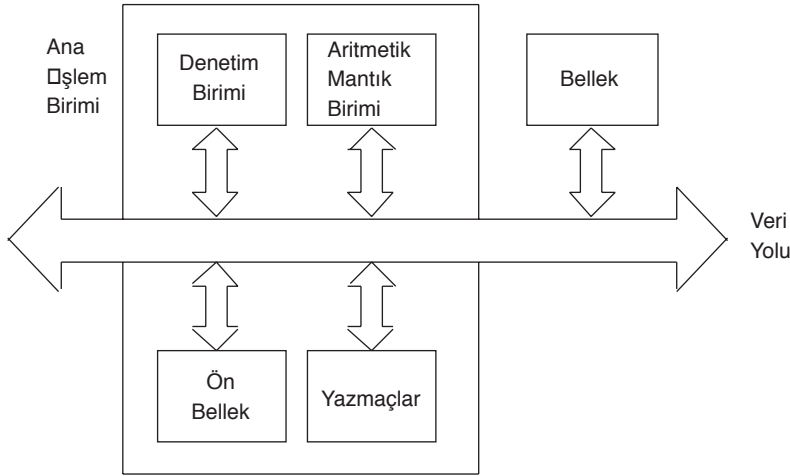 Ana
□şlem
Birimi
Denetim
Birimi
Aritmetik
Mantık
Birimi
Bellek
Veri
Yolu
Ön
Bellek
Yazmaçlar